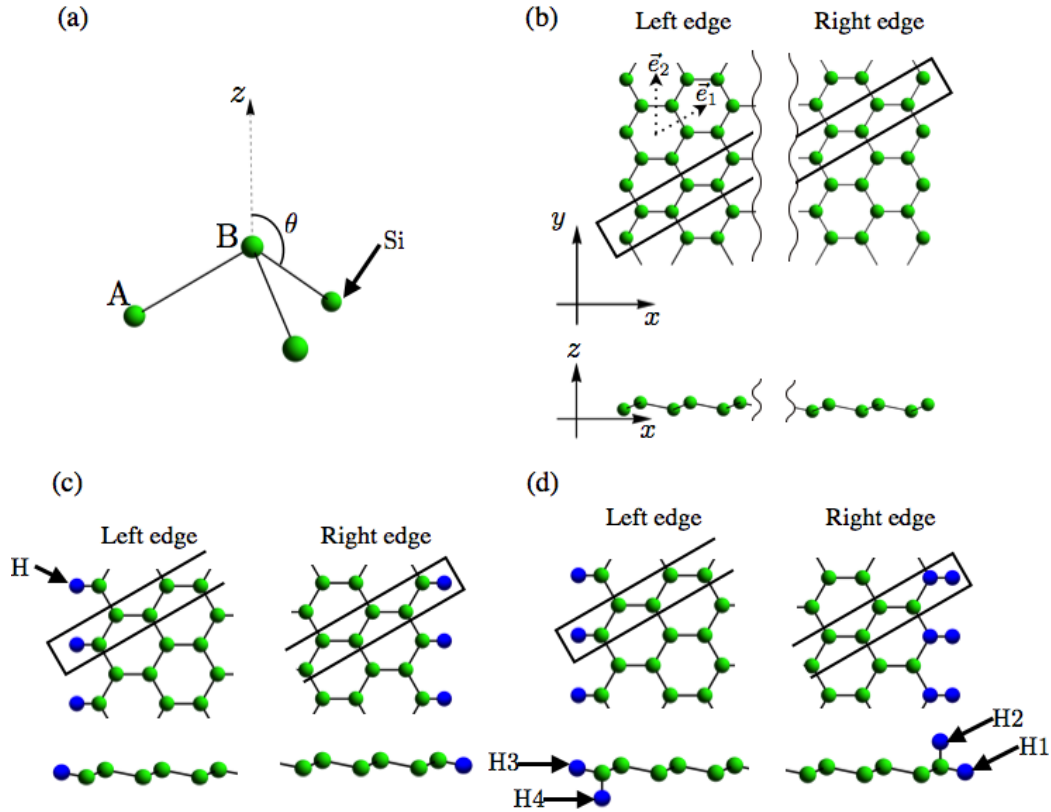 (a)
z
B
θ
Si
A
(b)
Left edge
Right edge
e⃗₂
e⃗₁
y
x
z
x
(c)
Left edge
Right edge
H
(d)
Left edge
Right edge
H3
H4
H2
H1